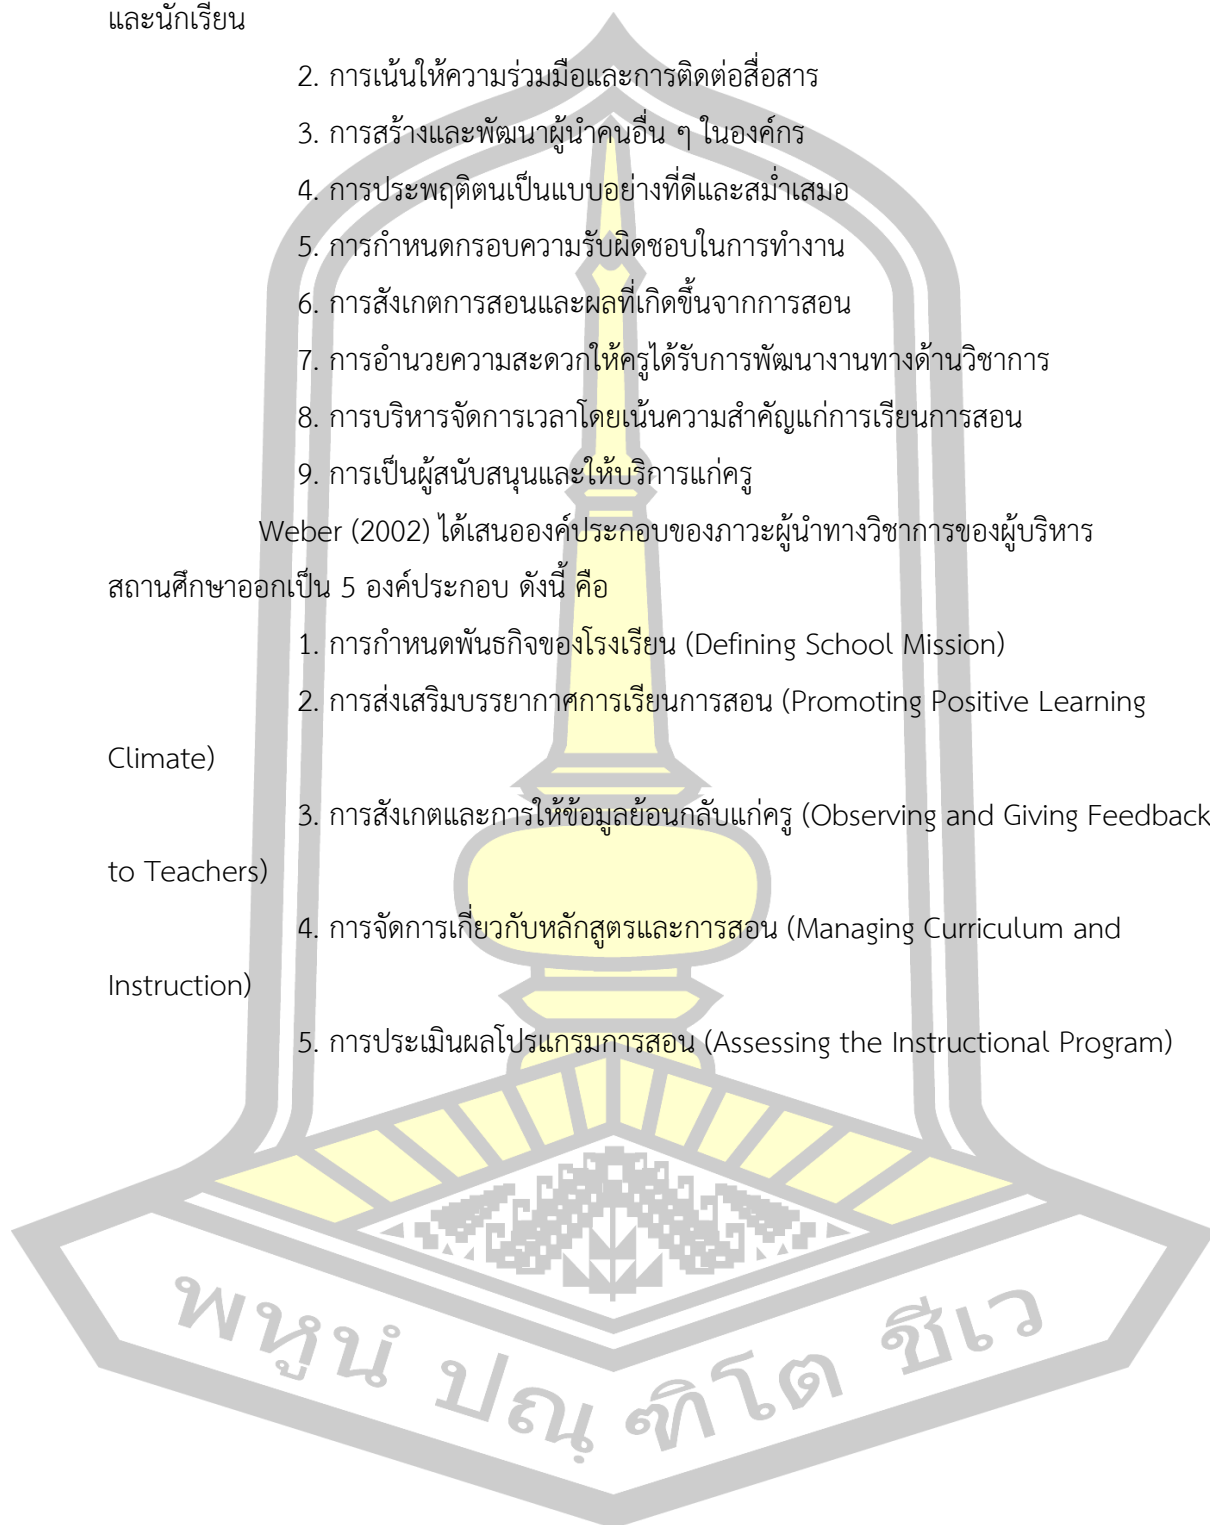 และนักเรียน
2. การเน้นให้ความร่วมมือและการติดต่อสื่อสาร
3. การสร้างและพัฒนาผู้นำคนอื่น ๆ ในองค์กร
4. การประพฤติตนเป็นแบบอย่างที่ดีและสม่ำเสมอ
5. การกำหนดกรอบความรับผิดชอบในการทำงาน
6. การสังเกตการสอนและผลที่เกิดขึ้นจากการสอน
7. การอำนวยความสะดวกให้ครูได้รับการพัฒนางานทางด้านวิชาการ
8. การบริหารจัดการเวลาโดยเน้นความสำคัญแก่การเรียนการสอน
9. การเป็นผู้สนับสนุนและให้บริการแก่ครู
Weber (2002) ได้เสนอองค์ประกอบของภาวะผู้นำทางวิชาการของผู้บริหาร
สถานศึกษาออกเป็น 5 องค์ประกอบ ดังนี้ คือ
1. การกำหนดพันธกิจของโรงเรียน (Defining School Mission)
2. การส่งเสริมบรรยากาศการเรียนการสอน (Promoting Positive Learning
Climate)
3. การสังเกตและการให้ข้อมูลย้อนกลับแก่ครู (Observing and Giving Feedback
to Teachers)
4. การจัดการเกี่ยวกับหลักสูตรและการสอน (Managing Curriculum and
Instruction)
5. การประเมินผลโปรแกรมการสอน (Assessing the Instructional Program)
พหูนํ ปณฺฑิโต ชีเว